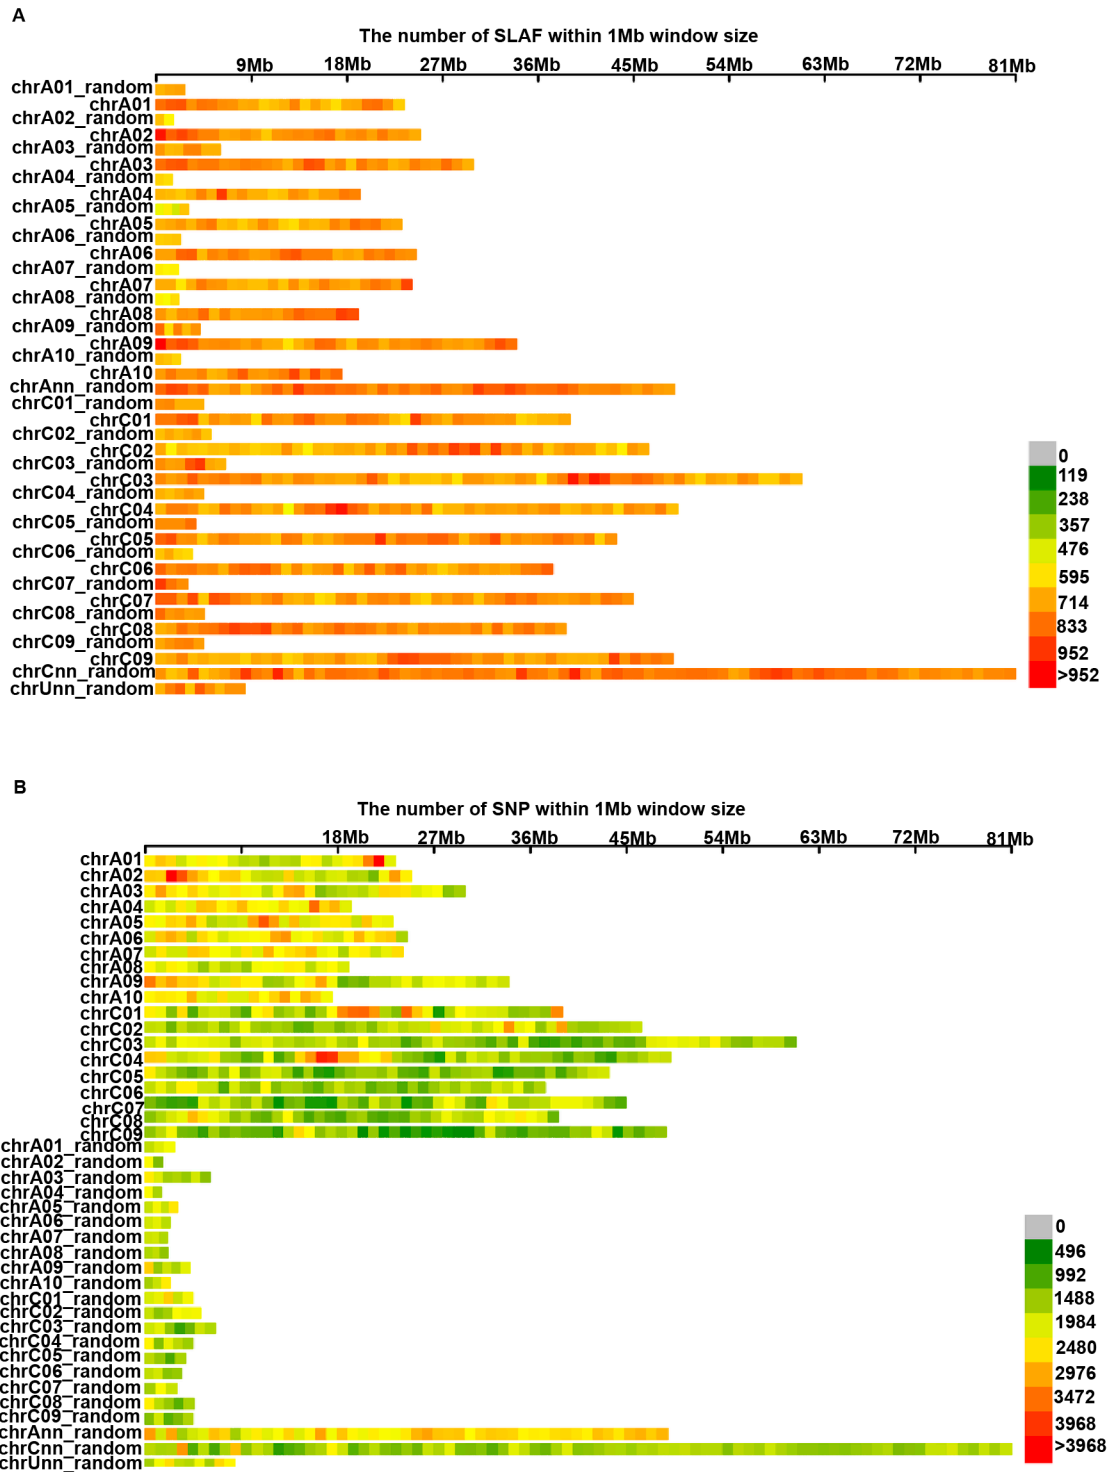 A
The number of SLAF within 1Mb window size
9Mb 18Mb 27Mb 36Mb 45Mb 54Mb 63Mb 72Mb 81Mb
chrA01_random
chrA01
chrA02_random
chrA02
chrA03_random
chrA03
chrA04_random
chrA04
chrA05_random
chrA05
chrA06_random
chrA06
chrA07_random
chrA07
chrA08_random
chrA08
chrA09_random
chrA09
chrA10_random
chrA10
chrAnn_random
chrC01_random
chrC01
chrC02_random
chrC02
chrC03_random
chrC03
chrC04_random
chrC04
chrC05_random
chrC05
chrC06_random
chrC06
chrC07_random
chrC07
chrC08_random
chrC08
chrC09_random
chrC09
chrCnn_random
chrUnn_random
0
119
238
357
476
595
714
833
952
>952
B
The number of SNP within 1Mb window size
18Mb 27Mb 36Mb 45Mb 54Mb 63Mb 72Mb 81Mb
chrA01
chrA02
chrA03
chrA04
chrA05
chrA06
chrA07
chrA08
chrA09
chrA10
chrC01
chrC02
chrC03
chrC04
chrC05
chrC06
chrC07
chrC08
chrC09
chrA01_random
chrA02_random
chrA03_random
chrA04_random
chrA05_random
chrA06_random
chrA07_random
chrA08_random
chrA09_random
chrA10_random
chrC01_random
chrC02_random
chrC03_random
chrC04_random
chrC05_random
chrC06_random
chrC07_random
chrC08_random
chrC09_random
chrAnn_random
chrCnn_random
chrUnn_random
0
496
992
1488
1984
2480
2976
3472
3968
>3968